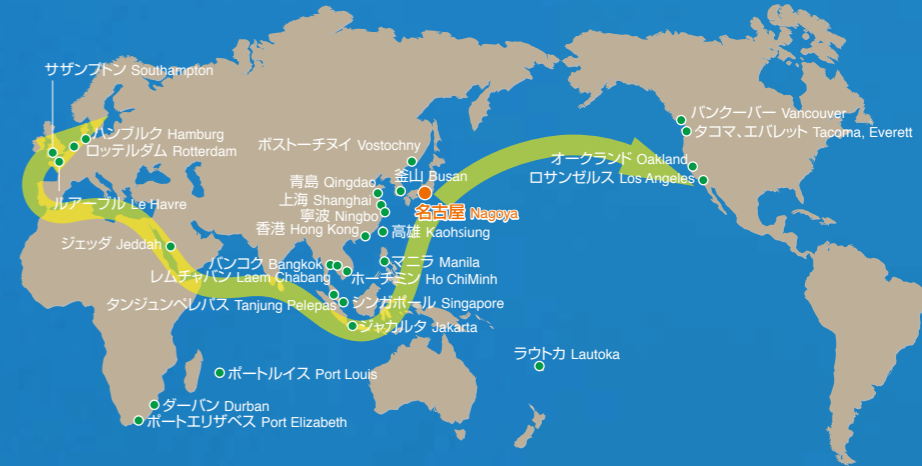 サザンプトン Southampton
ハンブルク Hamburg
ロッテルダム Rotterdam
ルアーブル Le Havre
ジェッダ Jeddah
ボストーチヌイ Vostochny
釜山 Busan
青島 Qingdao
上海 Shanghai
寧波 Ningbo
名古屋 Nagoya
香港 Hong Kong
高雄 Kaohsiung
バンコク Bangkok
マニラ Manila
レムチャバン Laem Chabang
ホーチミン Ho ChiMinh
タンジュンペレパス Tanjung Pelepas
シンガポール Singapore
ジャカルタ Jakarta
バンクーバー Vancouver
タコマ、エバレット Tacoma, Everett
オークランド Oakland
ロサンゼルス Los Angeles
ラウトカ Lautoka
ポートルイス Port Louis
ダーバン Durban
ポートエリザベス Port Elizabeth